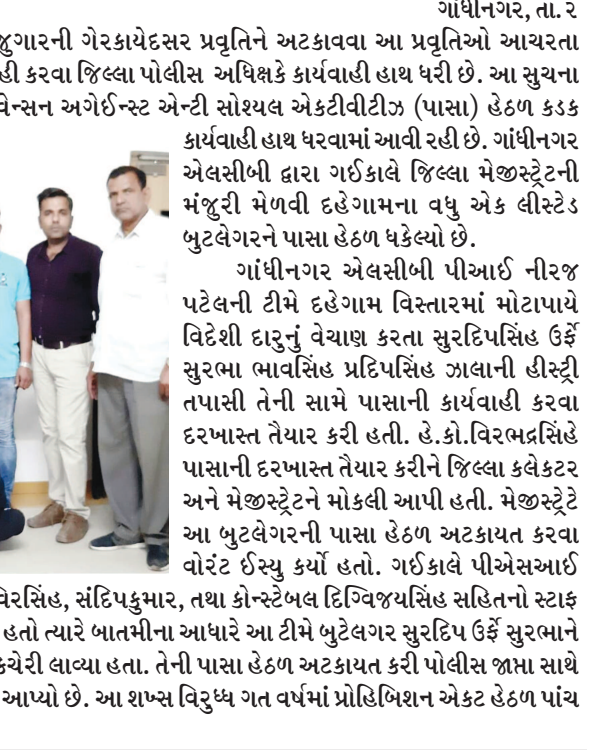 ગાંધીનગર, તા.૨
જુગારની ગેરકાયેદસર પ્રવૃતિને અટકાવવા આ પ્રવૃતિઓ આચરતા
હી કરવા જિલ્લા પોલીસ અધિક્ષકે કાર્યવાહી હાથ ધરી છે. આ સુચના
વેન્સન અગેઈન્સ્ટ એન્ટી સોશ્યલ એકટીવીટીઝ (પાસા) હેઠળ કડક
કાર્યવાહી હાથ ધરવામાં આવી રહી છે. ગાંધીનગર
એલસીબી દ્વારા ગઈકાલે જિલ્લા મેજીસ્ટ્રેટની
મંજુરી મેળવી દહેગામના વધુ એક લીસ્ટેડ
બુટલેગરને પાસા હેઠળ ધકેલ્યો છે.
ગાંધીનગર એલસીબી પીઆઈ નીરજ
પટેલની ટીમે દહેગામ વિસ્તારમાં મોટાપાયે
વિદેશી દારુનું વેચાણ કરતા સુરદિપસિંહ ઉર્ફે
સુરભા ભાવસિંહ પ્રદિપસિંહ ઝાલાની હીસ્ટ્રી
તપાસી તેની સામે પાસાની કાર્યવાહી કરવા
દરખાસ્ત તૈયાર કરી હતી. હે.કો.વિરભદ્રસિંહે
પાસાની દરખાસ્ત તૈયાર કરીને જિલ્લા કલેકટર
અને મેજીસ્ટ્રેટને મોકલી આપી હતી. મેજીસ્ટ્રેટે
આ બુટલેગરની પાસા હેઠળ અટકાયત કરવા
વોરંટ ઈસ્યુ કર્યો હતો. ગઈકાલે પીએસઆઈ
વિરસિંહ, સંદિપકુમાર, તથા કોન્સ્ટેબલ દિગ્વિજયસિંહ સહિતનો સ્ટાફ
હતો ત્યારે બાતમીના આધારે આ ટીમે બુટેલગર સુરદિપ ઉર્ફે સુરભાને
કચેરી લાવ્યા હતા. તેની પાસા હેઠળ અટકાયત કરી પોલીસ જાપ્તા સાથે
આપ્યો છે. આ શખ્સ વિરુધ્ધ ગત વર્ષમાં પ્રોહિબિશન એકટ હેઠળ પાંચ